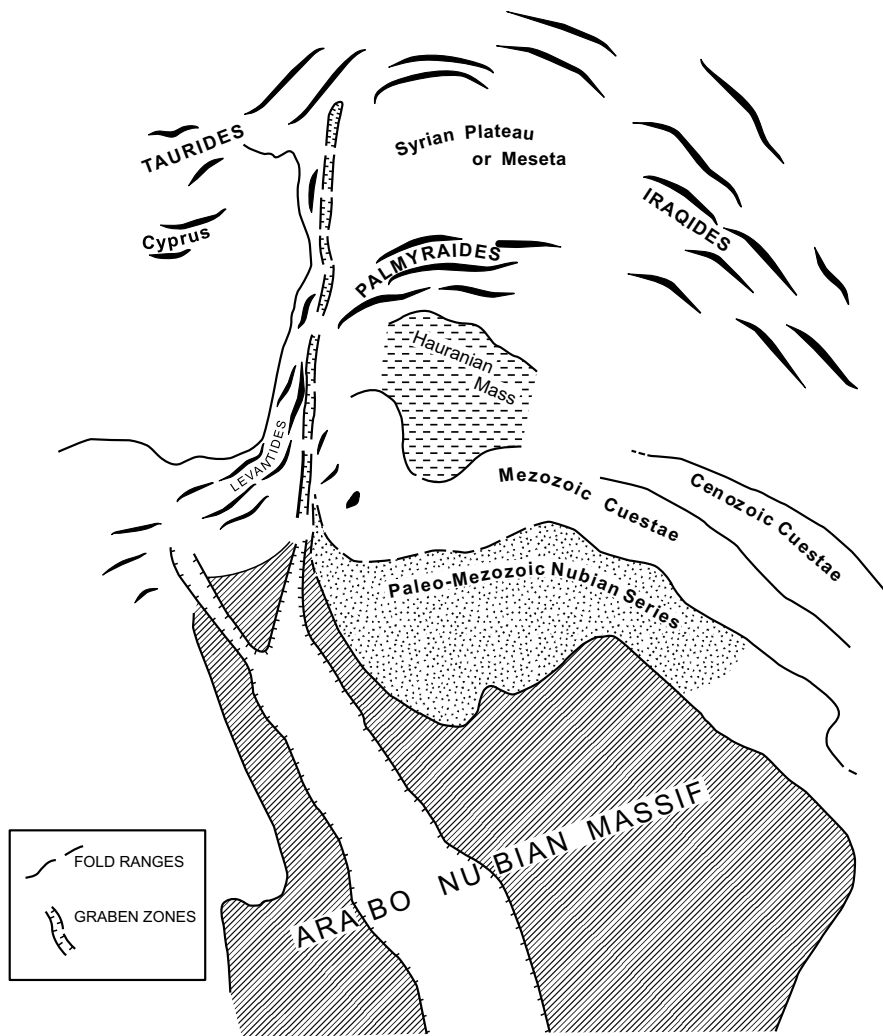 TAURIDES
Syrian Plateau
or Meseta
IRAQIDES
Cyprus
PALMYRAIDES
Hauranian
Mass
LEVANTIDES
Mezozoic Cuestae
Cenozoic Cuestae
Paleo-Mezozoic Nubian Series
ARABO NUBIAN MASSIF
FOLD RANGES
GRABEN ZONES